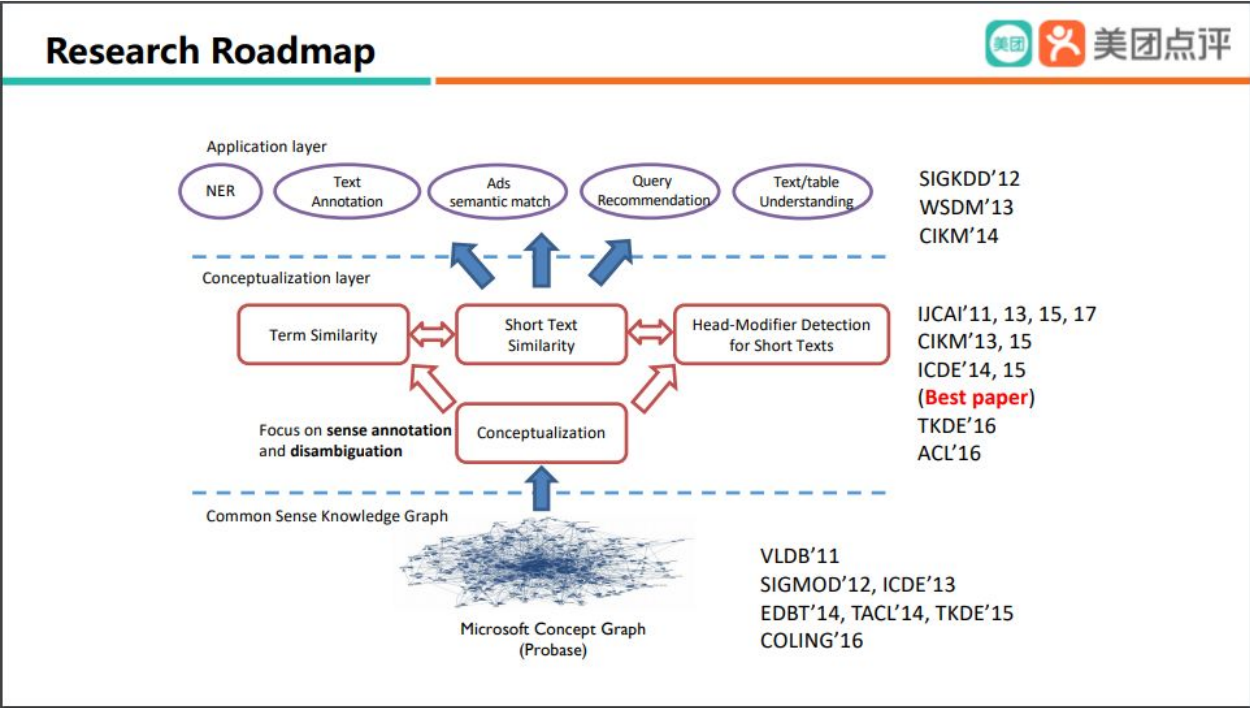 Research Roadmap
美团 美团点评
Application layer
NER
Text
Annotation
Ads
semantic match
Query
Recommendation
Text/table
Understanding
SIGKDD’12
WSDM’13
CIKM’14
Conceptualization layer
Term Similarity
Short Text
Similarity
Head-Modifier Detection
for Short Texts
IJCAI’11, 13, 15, 17
CIKM’13, 15
ICDE’14, 15
(Best paper)
TKDE’16
ACL’16
Focus on sense annotation
and disambiguation
Conceptualization
Common Sense Knowledge Graph
Microsoft Concept Graph
(Probase)
VLDB’11
SIGMOD’12, ICDE’13
EDBT’14, TACL’14, TKDE’15
COLING’16